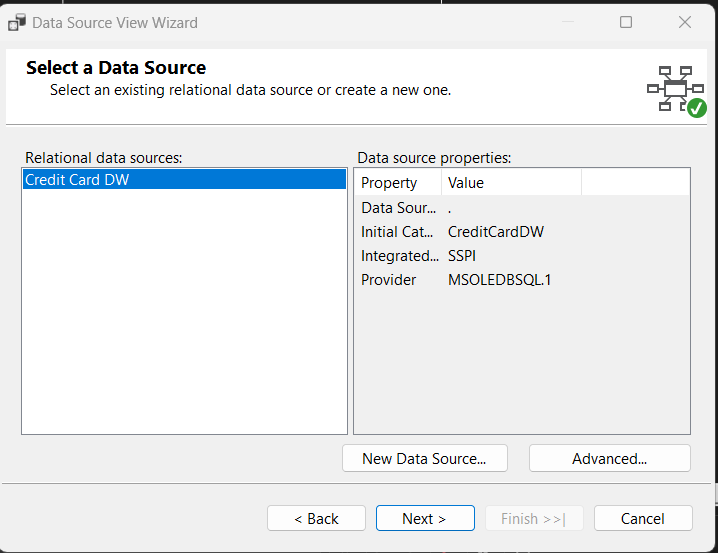 Data Source View Wizard
Select a Data Source
Select an existing relational data source or create a new one.
Relational data sources:
Credit Card DW
Data source properties:
Property Value
Data Sour... .
Initial Cat... CreditCardDW
Integrated... SSPI
Provider MSOLEDBSQL.1
New Data Source...
Advanced...
< Back
Next >
Finish >>|
Cancel